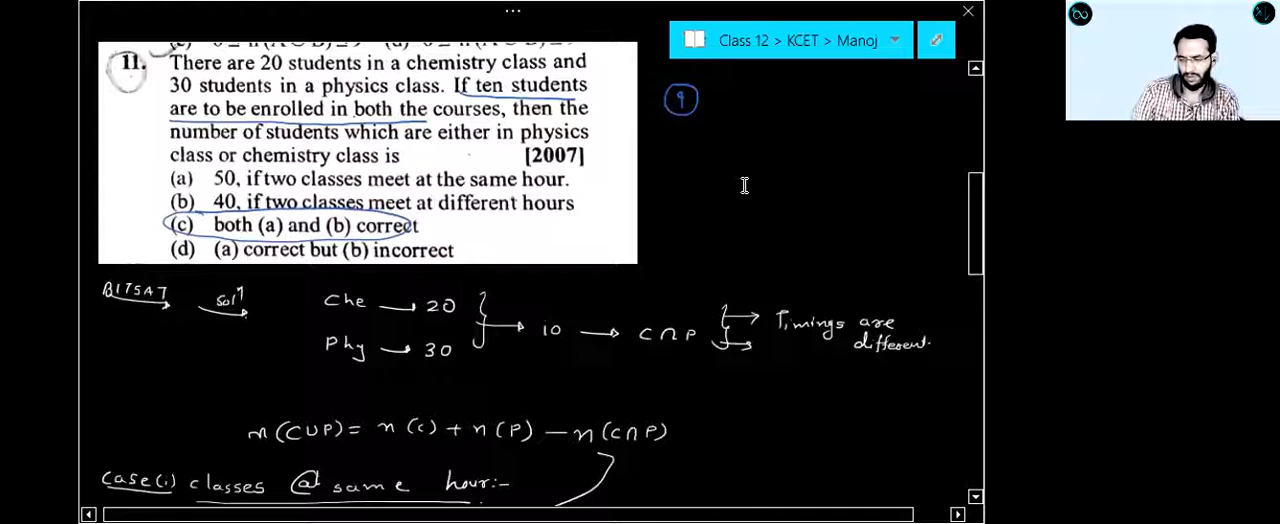 Class 12 > KCET > Manoj
11. There are 20 students in a chemistry class and
30 students in a physics class. If ten students
are to be enrolled in both the courses, then the
number of students which are either in physics
class or chemistry class is [2007]
(a) 50, if two classes meet at the same hour.
(b) 40, if two classes meet at different hours
(c) both (a) and (b) correct
(d) (a) correct but (b) incorrect
9
BITSAT solⁿ
Che → 20
Phy → 30
10 → C∩P
Timings are
different.
n(C∪P) = n(C) + n(P) - n(C∩P)
Case(i) classes @ same hour:-